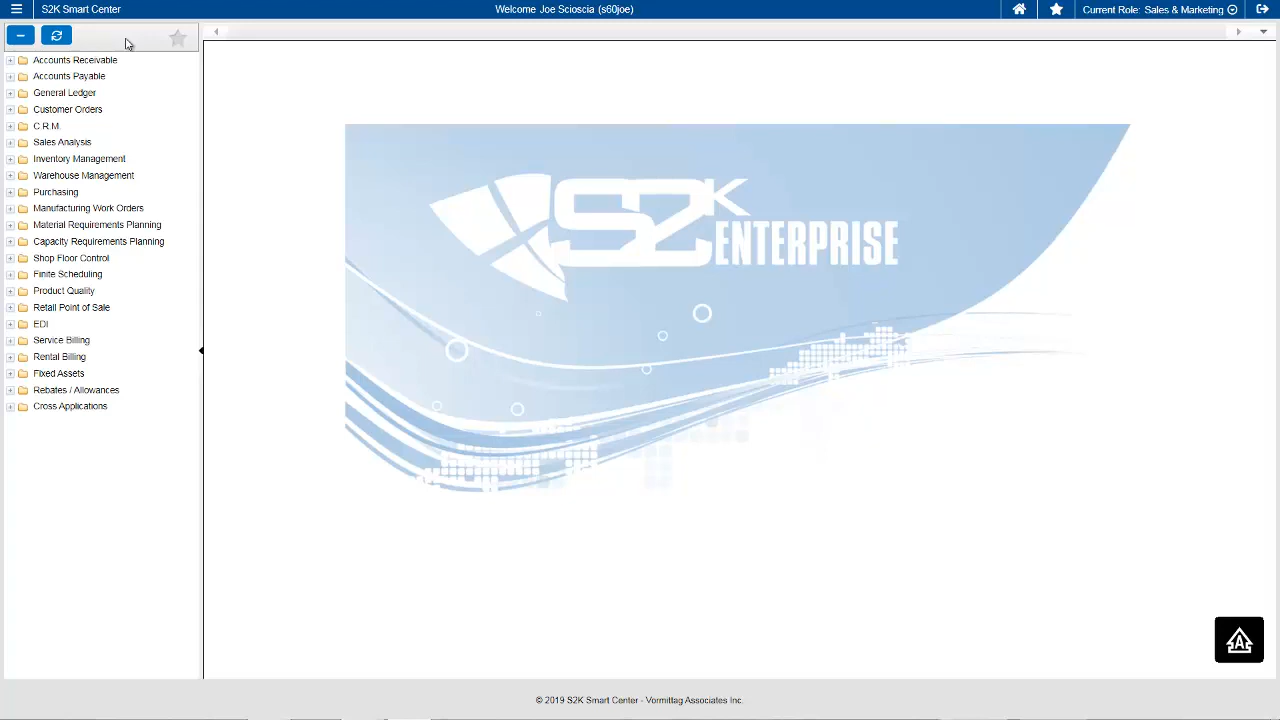 S2K Smart Center
Welcome Joe Scioscia (s60joe)
Current Role: Sales & Marketing
Accounts Receivable
Accounts Payable
General Ledger
Customer Orders
C.R.M.
Sales Analysis
Inventory Management
Warehouse Management
Purchasing
Manufacturing Work Orders
Material Requirements Planning
Capacity Requirements Planning
Shop Floor Control
Finite Scheduling
Product Quality
Retail Point of Sale
EDI
Service Billing
Rental Billing
Fixed Assets
Rebates / Allowances
Cross Applications
S2K
ENTERPRISE
A
© 2019 S2K Smart Center - Vormittag Associates Inc.